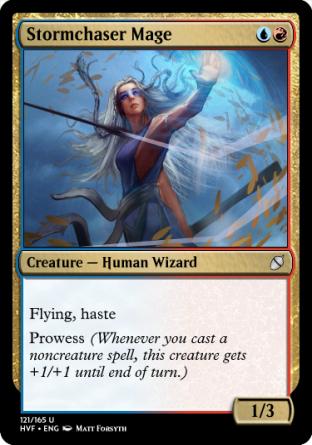 Stormchaser Mage
Creature — Human Wizard
Flying, haste
Prowess (Whenever you cast a
noncreature spell, this creature gets
+1/+1 until end of turn.)
1/3
121/165 U
HVF • ENG Matt Forsyth